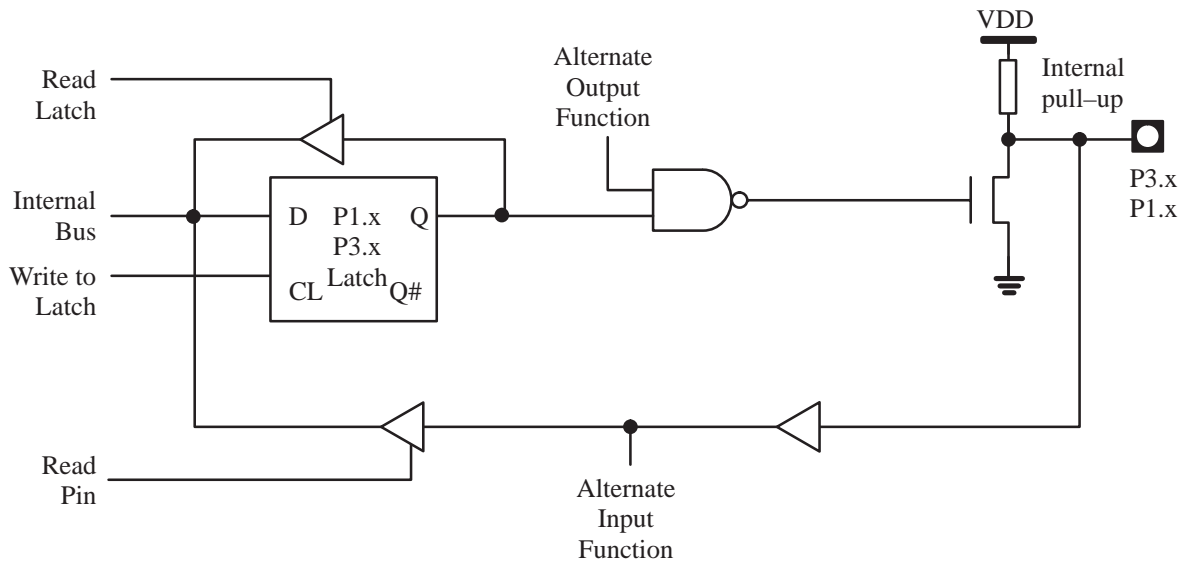 VDD
Alternate
Output
Function
Internal
pull–up
Read
Latch
P3.x
P1.x
Internal
Bus
D P1.x Q
P3.x
Latch
CL Q#
Write to
Latch
Read
Pin
Alternate
Input
Function